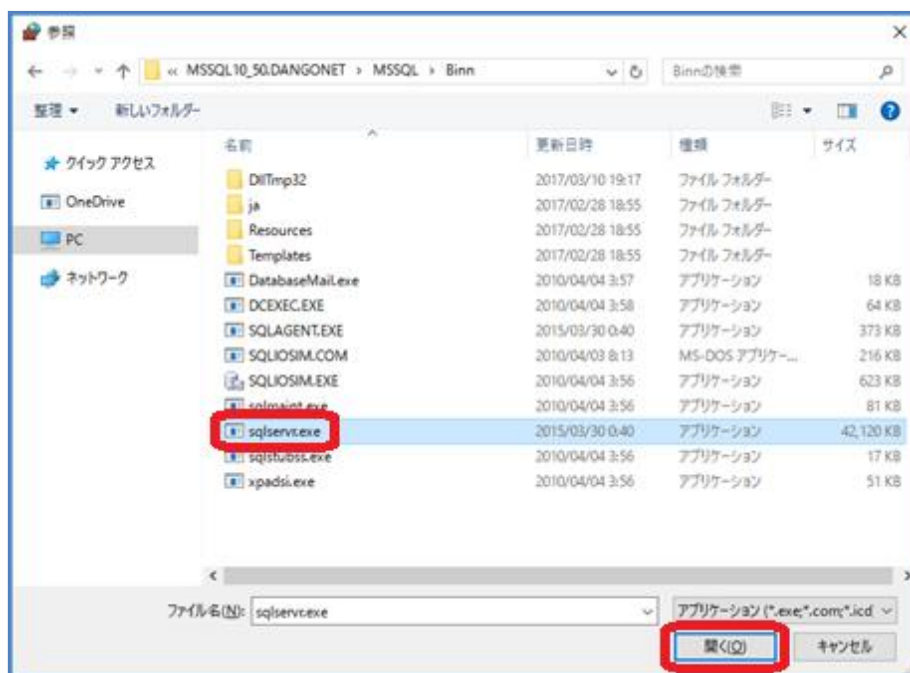 参照
« MSSQL10_50.DANGONET > MSSQL > Binn
Binnの検索
整理
新しいフォルダー
名前 更新日時 種類 サイズ
クイック アクセス
OneDrive
PC
ネットワーク
DllTmp32 2017/03/10 19:17 ファイル フォルダー
ja 2017/02/28 18:55 ファイル フォルダー
Resources 2017/02/28 18:55 ファイル フォルダー
Templates 2017/02/28 18:55 ファイル フォルダー
DatabaseMail.exe 2010/04/04 3:57 アプリケーション 18 KB
DCEXEC.EXE 2010/04/04 3:58 アプリケーション 64 KB
SQLAGENT.EXE 2015/03/30 0:40 アプリケーション 373 KB
SQLIOSIM.COM 2010/04/03 8:13 MS-DOS アプリケー... 216 KB
SQLIOSIM.EXE 2010/04/04 3:56 アプリケーション 623 KB
sqlmaint.exe 2010/04/04 3:56 アプリケーション 81 KB
sqlservr.exe 2015/03/30 0:40 アプリケーション 42,120 KB
sqlstubss.exe 2010/04/04 3:56 アプリケーション 17 KB
xpadsi.exe 2010/04/04 3:56 アプリケーション 51 KB
ファイル名(N): sqlservr.exe
アプリケーション (*.exe;*.com;*.icd
開く(O)
キャンセル